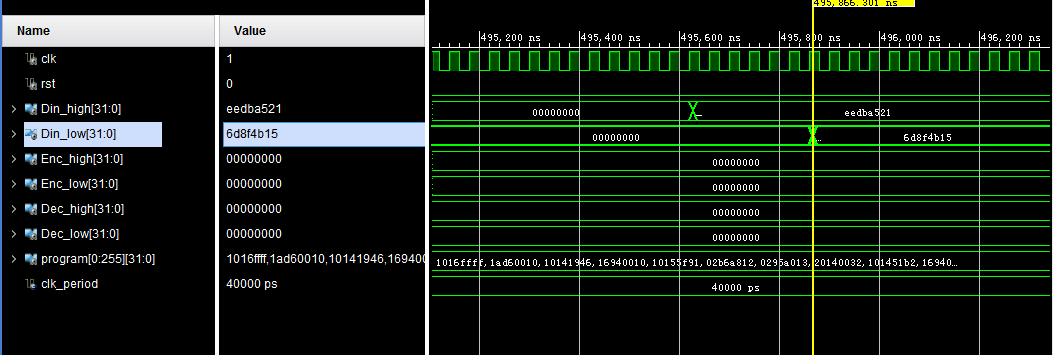 495,866.301 ns
Name Value 495,200 ns 495,400 ns 495,600 ns 495,800 ns 496,000 ns 496,200 ns
clk 1
rst 0
Din_high[31:0] eedba521 00000000 eedba521
Din_low[31:0] 6d8f4b15 00000000 6d8f4b15
Enc_high[31:0] 00000000 00000000
Enc_low[31:0] 00000000 00000000
Dec_high[31:0] 00000000 00000000
Dec_low[31:0] 00000000 00000000
program[0:255][31:0] 1016ffff,1ad60010,10141946,169400 1016ffff,1ad60010,10141946,16940010,10155f91,02b6a812,0295a013,20140032,101451b2,16940...
clk_period 40000 ps 40000 ps